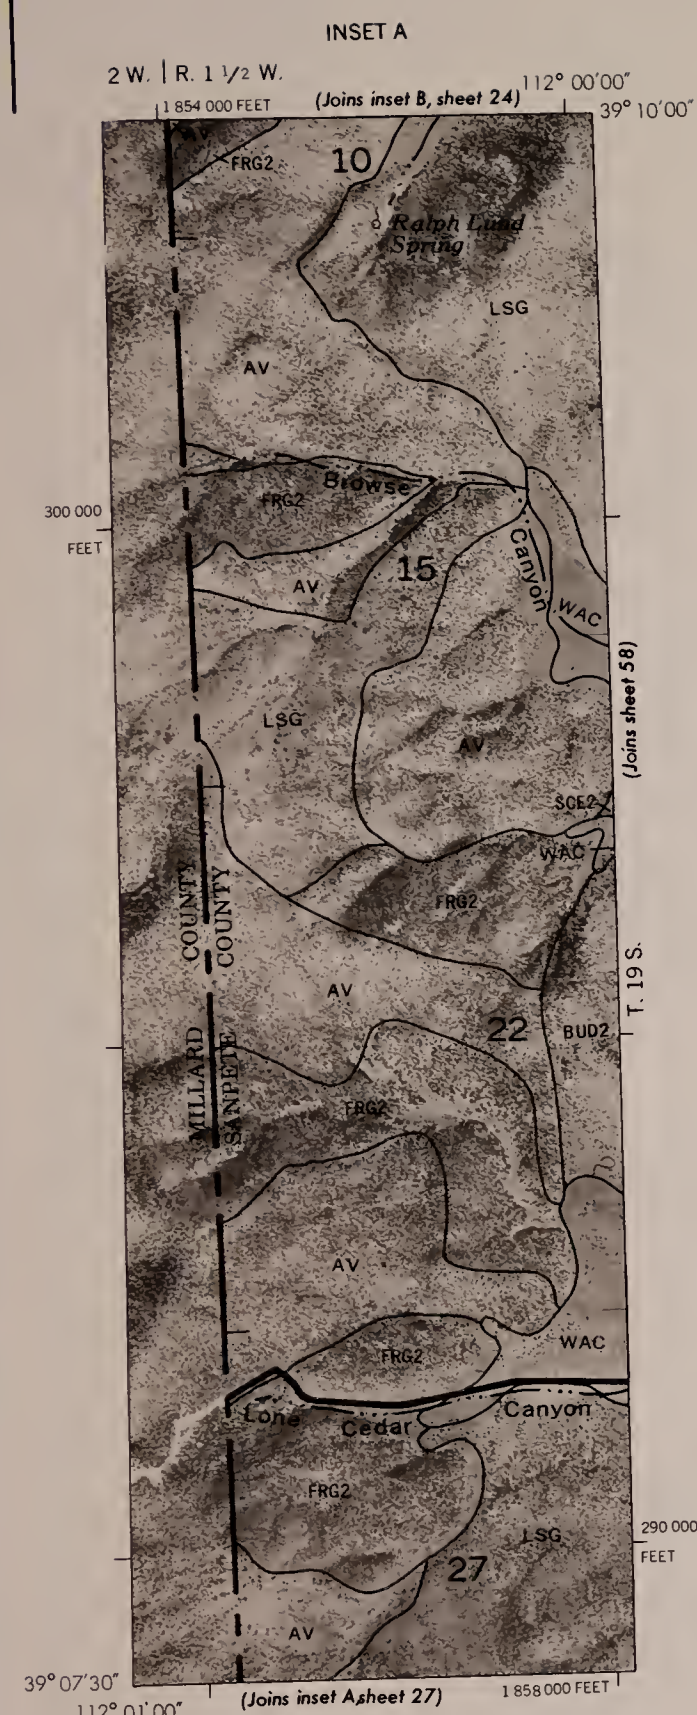 INSET A
2 W. | R. 1 1/2 W.
112° 00′00″
1 854 000 FEET
(Joins inset B, sheet 24)
39° 10′00″
AV
FRG2
10
Ralph Lund
Spring
LSG
AV
Browse
FRG2
300 000
FEET
15
Canyon
AV
WAC
(Joins sheet 58)
LSG
AV
SCE2
WAC
COUNTY
COUNTY
FRG2
T. 19 S.
AV
22
BUD2
MILLARD
SANPETE
FRG2
AV
WAC
FRG2
Lone
Cedar
Canyon
FRG2
290 000
FEET
LSG
27
AV
39° 07′30″
112° 01′00″
(Joins inset A, sheet 27)
1 858 000 FEET